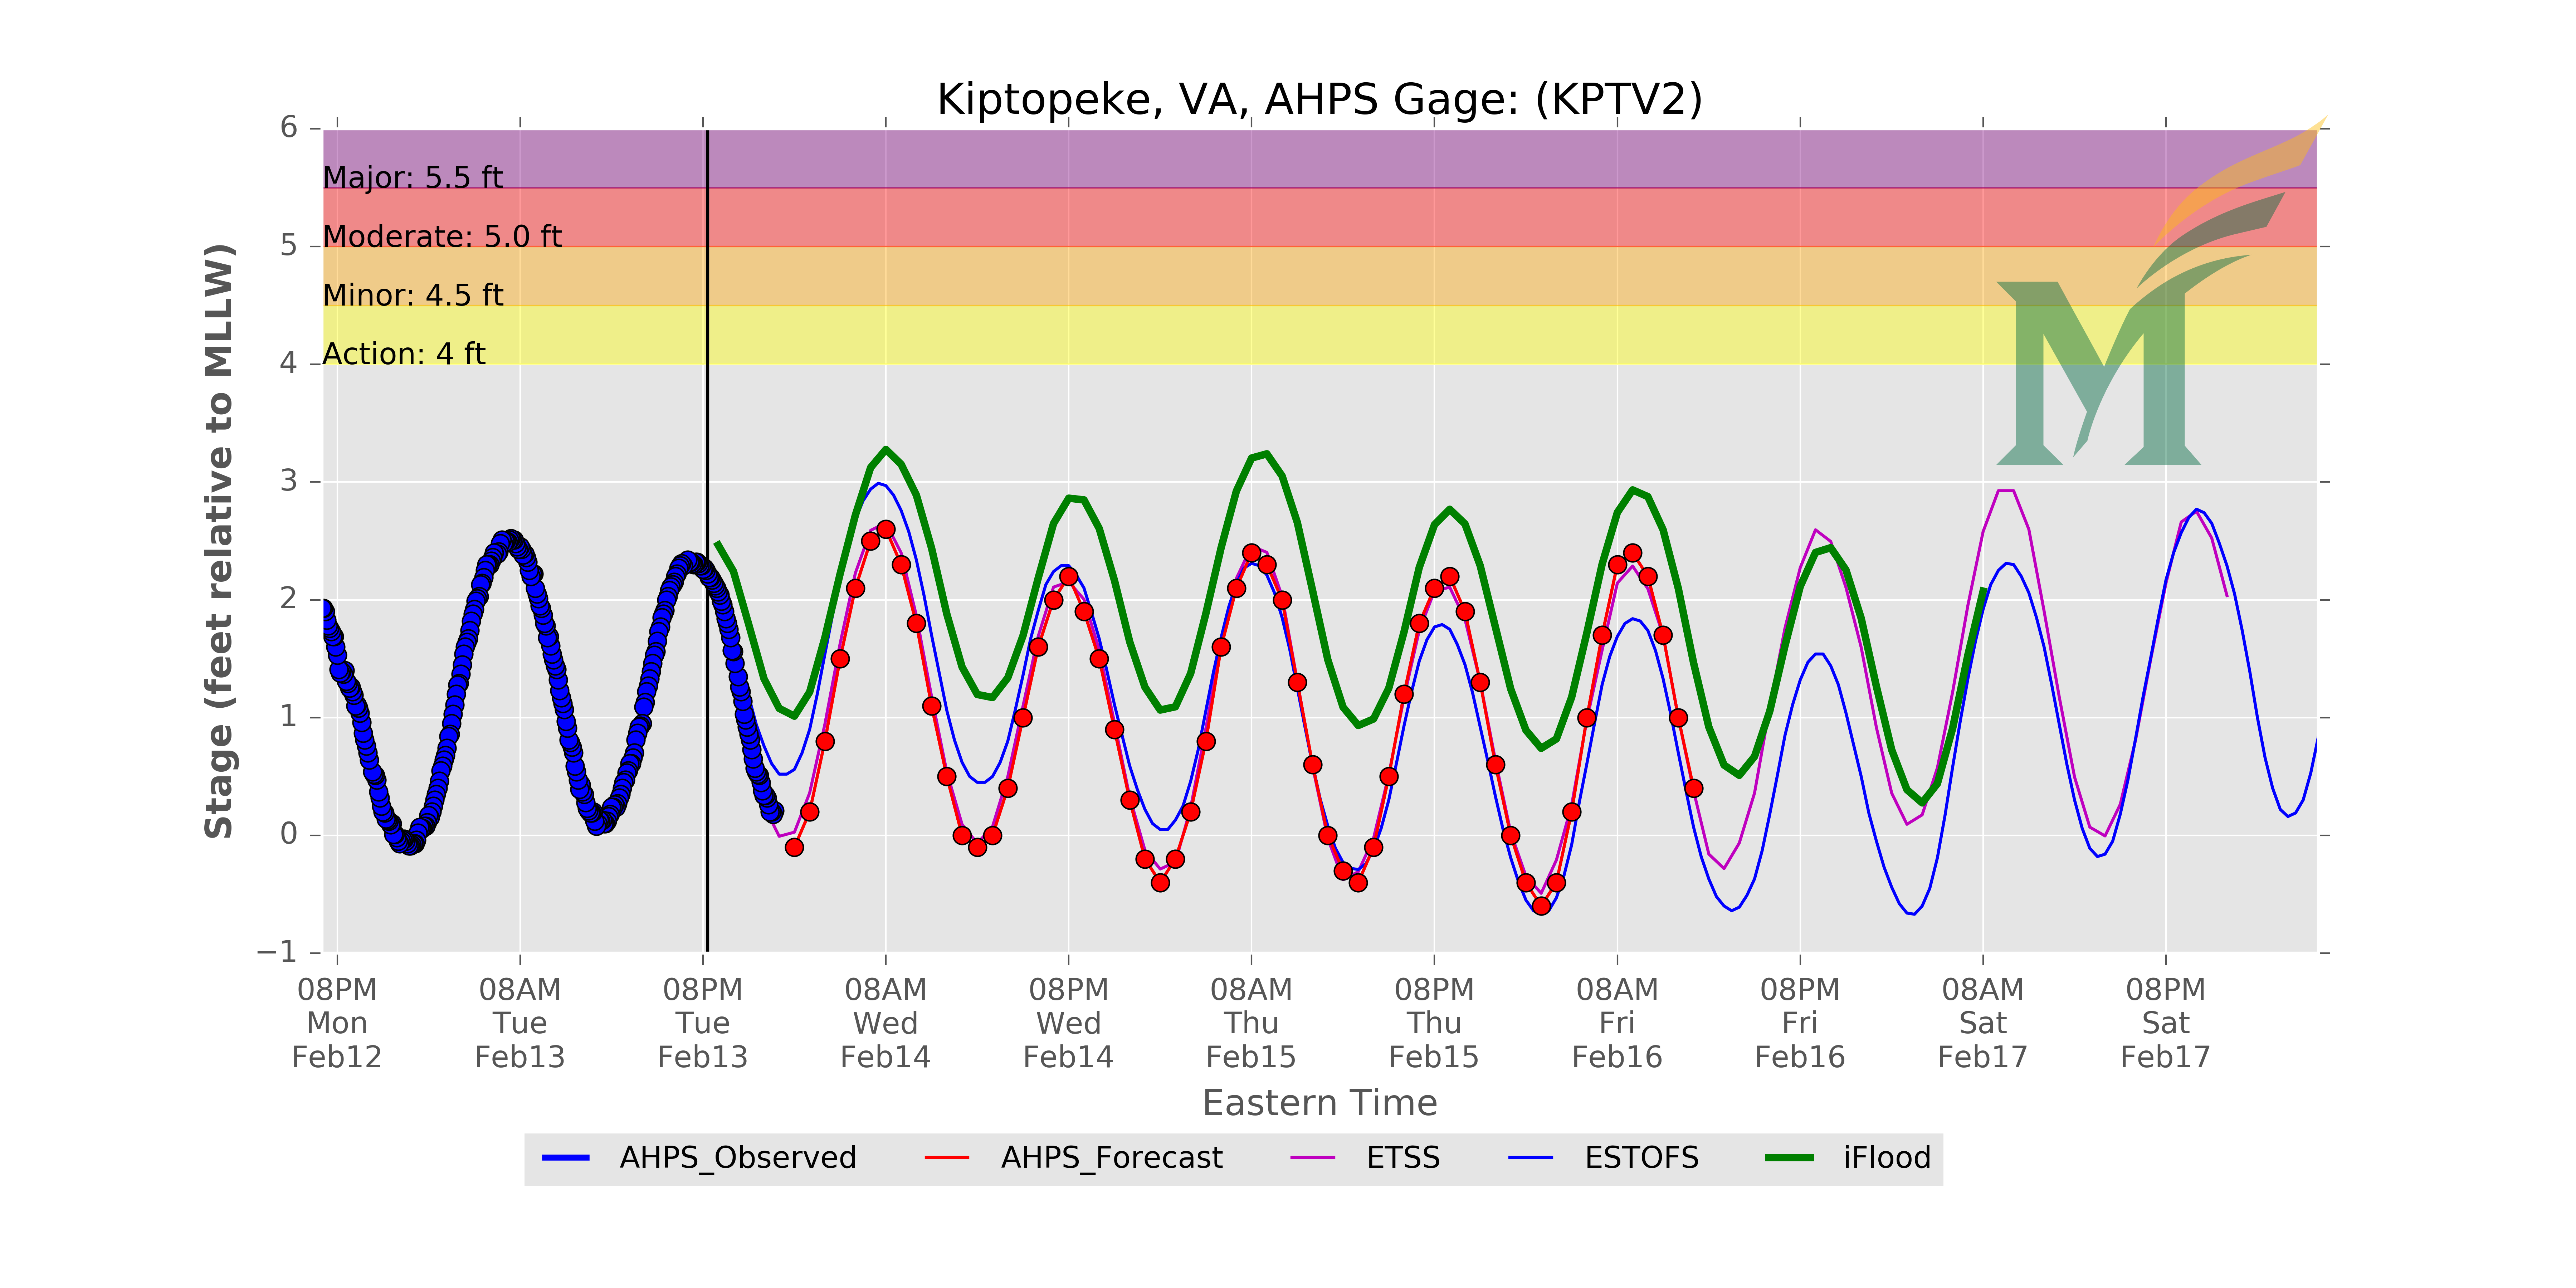 Kiptopeke, VA, AHPS Gage: (KPTV2)
6
Major: 5.5 ft
Moderate: 5.0 ft
5
Minor: 4.5 ft
Action: 4 ft
4
3
2
1
0
−1
Stage (feet relative to MLLW)
08PM 08AM 08PM 08AM 08PM 08AM 08PM 08AM 08PM 08AM 08PM
Mon Tue Tue Wed Wed Thu Thu Fri Fri Sat Sat
Feb12 Feb13 Feb13 Feb14 Feb14 Feb15 Feb15 Feb16 Feb16 Feb17 Feb17
Eastern Time
AHPS_Observed AHPS_Forecast ETSS ESTOFS iFlood
M